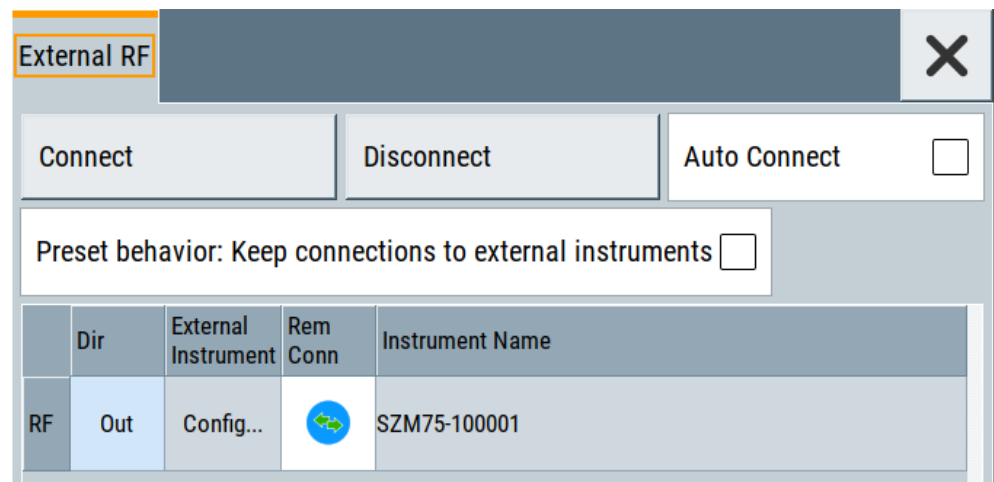 External RF
Connect Disconnect Auto Connect
Preset behavior: Keep connections to external instruments
Dir External Instrument Rem Conn Instrument Name
RF Out Config... SZM75-100001